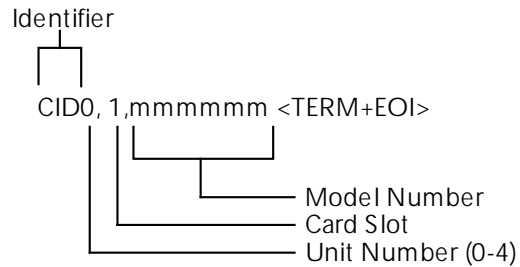 Identifier
CID0, 1,mmmmmm <TERM+EOI>
Model Number
Card Slot
Unit Number (0-4)